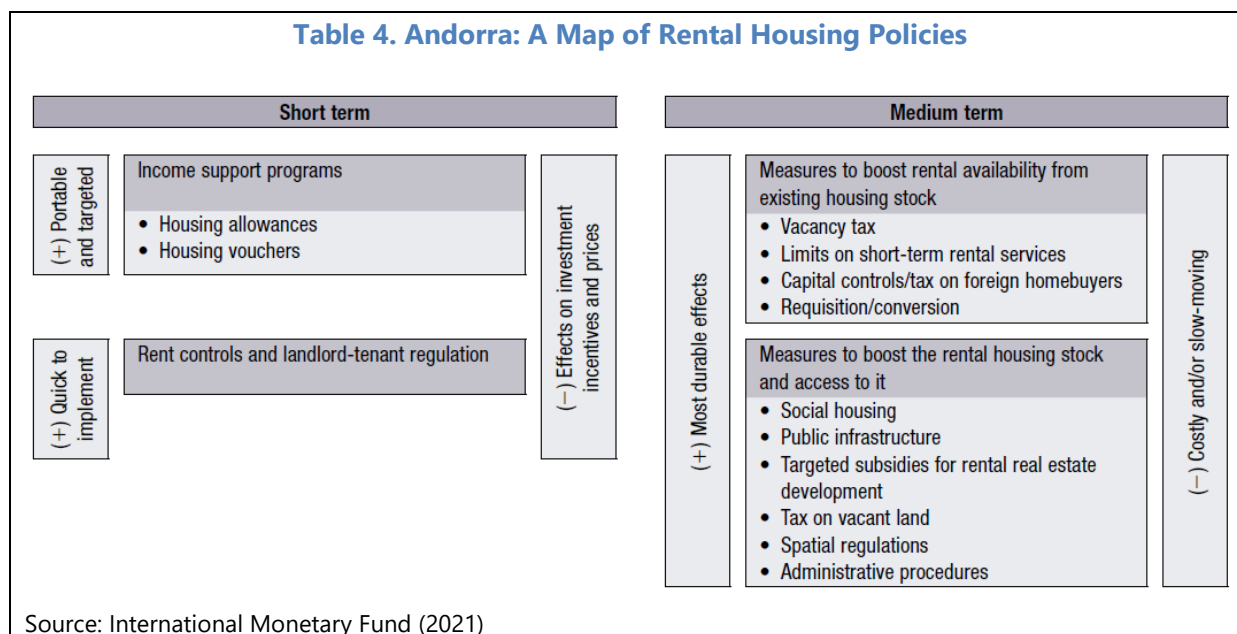 Table 4. Andorra: A Map of Rental Housing Policies
Short term
(+) Portable
and targeted
Income support programs
• Housing allowances
• Housing vouchers
(+) Quick to
implement
Rent controls and landlord-tenant regulation
(−) Effects on investment
incentives and prices
Medium term
(+) Most durable effects
Measures to boost rental availability from
existing housing stock
• Vacancy tax
• Limits on short-term rental services
• Capital controls/tax on foreign homebuyers
• Requisition/conversion
Measures to boost the rental housing stock
and access to it
• Social housing
• Public infrastructure
• Targeted subsidies for rental real estate
development
• Tax on vacant land
• Spatial regulations
• Administrative procedures
(−) Costly and/or slow-moving
Source: International Monetary Fund (2021)